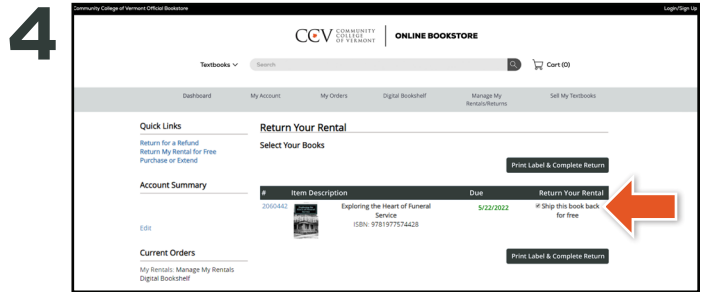 4
Community College of Vermont Official Bookstore
Login/Sign Up
CCV COMMUNITY COLLEGE OF VERMONT
ONLINE BOOKSTORE
Textbooks
Search
Cart (0)
Dashboard
My Account
My Orders
Digital Bookshelf
Manage My Rentals/Returns
Sell My Textbooks
Quick Links
Return for a Refund
Return My Rental for Free
Purchase or Extend
Account Summary
Edit
Current Orders
My Rentals: Manage My Rentals
Digital Bookshelf
Return Your Rental
Select Your Books
Print Label & Complete Return
# Item Description Due Return Your Rental
2060442 Exploring the Heart of Funeral Service 5/22/2022 Ship this book back for free
ISBN: 9781977574428
Print Label & Complete Return